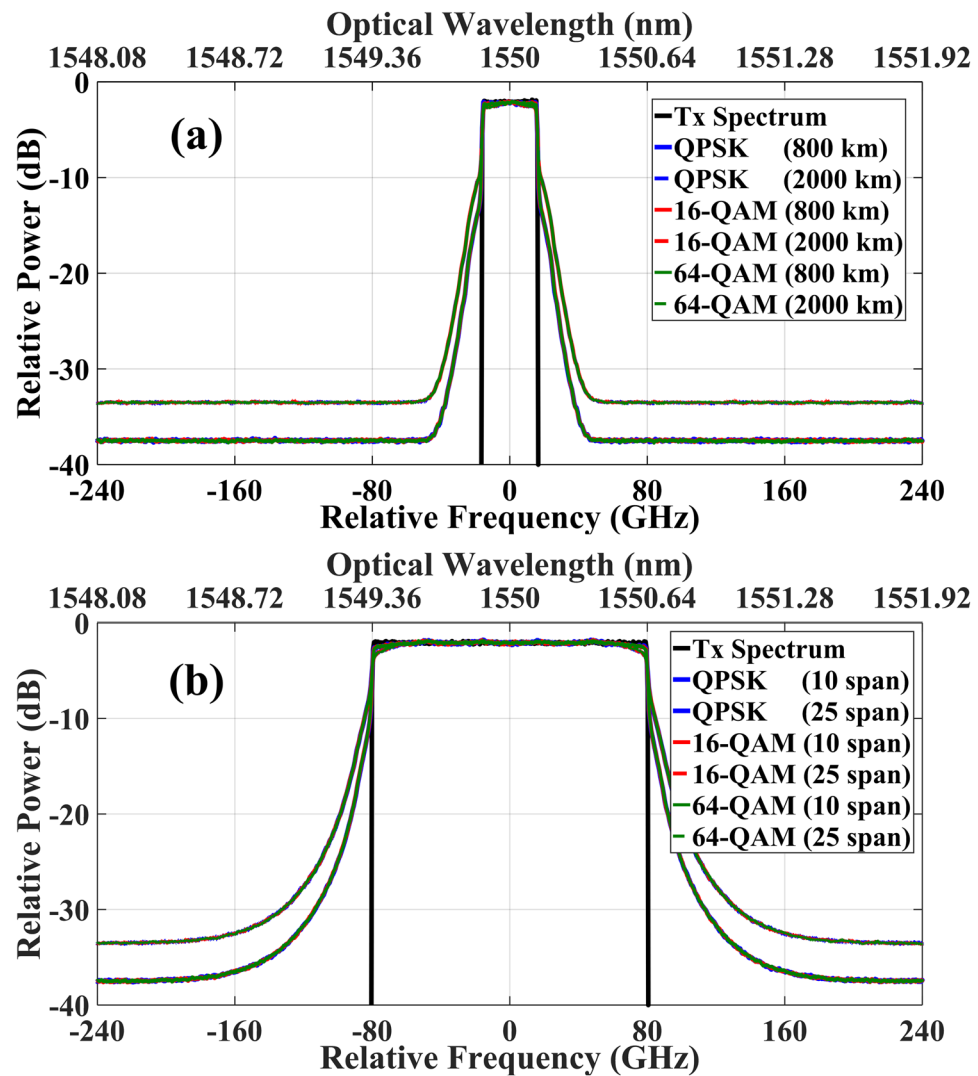 Optical Wavelength (nm)
1548.08 1548.72 1549.36 1550 1550.64 1551.28 1551.92
0
-10
-20
-30
-40
Relative Power (dB)
(a)
Tx Spectrum
QPSK (800 km)
QPSK (2000 km)
16-QAM (800 km)
16-QAM (2000 km)
64-QAM (800 km)
64-QAM (2000 km)
-240 -160 -80 0 80 160 240
Relative Frequency (GHz)
Optical Wavelength (nm)
1548.08 1548.72 1549.36 1550 1550.64 1551.28 1551.92
0
-10
-20
-30
-40
Relative Power (dB)
(b)
Tx Spectrum
QPSK (10 span)
QPSK (25 span)
16-QAM (10 span)
16-QAM (25 span)
64-QAM (10 span)
64-QAM (25 span)
-240 -160 -80 0 80 160 240
Relative Frequency (GHz)